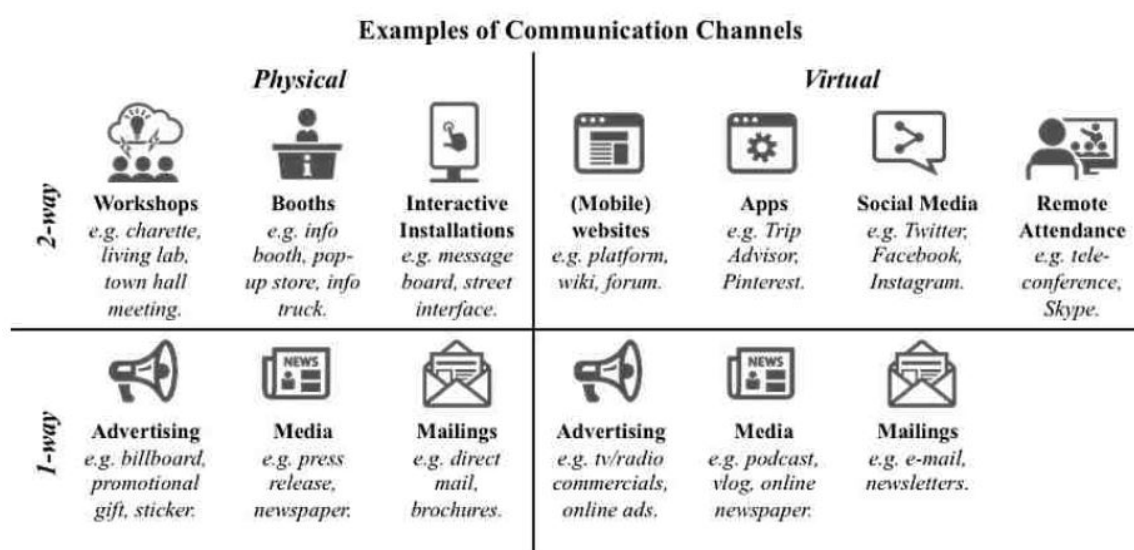 Examples of Communication Channels
Physical
Virtual
2-way
Workshops
e.g. charette,
living lab,
town hall
meeting.
i
Booths
e.g. info
booth, pop-
up store, info
truck.
Interactive
Installations
e.g. message
board, street
interface.
(Mobile)
websites
e.g. platform,
wiki, forum.
Apps
e.g. Trip
Advisor,
Pinterest.
Social Media
e.g. Twitter,
Facebook,
Instagram.
Remote
Attendance
e.g. tele-
conference,
Skype.
1-way
Advertising
e.g. billboard,
promotional
gift, sticker.
NEWS
Media
e.g. press
release,
newspaper.
Mailings
e.g. direct
mail,
brochures.
Advertising
e.g. tv/radio
commercials,
online ads.
NEWS
Media
e.g. podcast,
vlog, online
newspaper.
Mailings
e.g. e-mail,
newsletters.